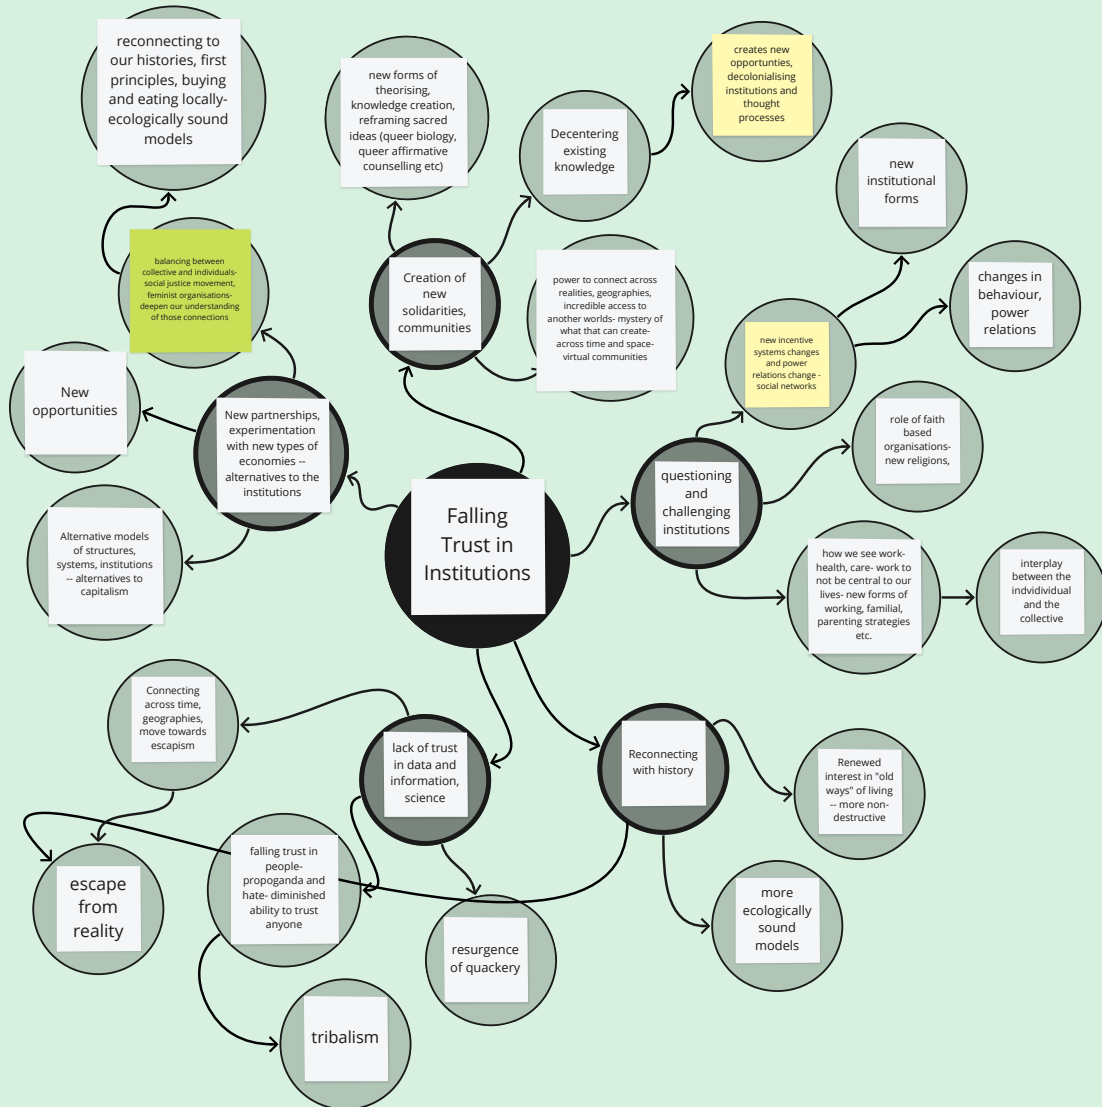 reconnecting to
our histories, first
principles, buying
and eating locally-
ecologically sound
models
new forms of
theorising,
knowledge creation,
reframing sacred
ideas (queer biology,
queer affirmative
counselling etc)
Decentering
existing
knowledge
creates new
opportunties,
decolonialising
institutions and
thought
processes
new
institutional
forms
balancing between
collective and individuals-
social justice movement,
feminist organisations-
deepen our understanding
of those connections
Creation of
new
solidarities,
communities
power to connect across
realities, geographies,
incredible access to
another worlds- mystery of
what that can create-
across time and space-
virtual communities
changes in
behaviour,
power
relations
new incentive
systems changes and
power relations change -
social networks
New
opportunities
New partnerships,
experimentation
with new types of
economies --
alternatives to the
institutions
role of faith
based
organisations-
new religions,
questioning
and
challenging
institutions
Falling
Trust in
Institutions
Alternative models
of structures,
systems, institutions
-- alternatives to
capitalism
how we see work-
health, care- work to
not be central to our
lives- new forms of
working, familial,
parenting strategies
etc.
interplay
between the
indvidividual
and the
collective
Connecting
across time,
geographies,
move towards
escapism
lack of trust
in data and
information,
science
Reconnecting
with history
Renewed
interest in "old
ways" of living
-- more non-
destructive
escape
from
reality
falling trust in
people-
propoganda and
hate- diminished
ability to trust
anyone
resurgence
of quackery
more
ecologically
sound
models
tribalism